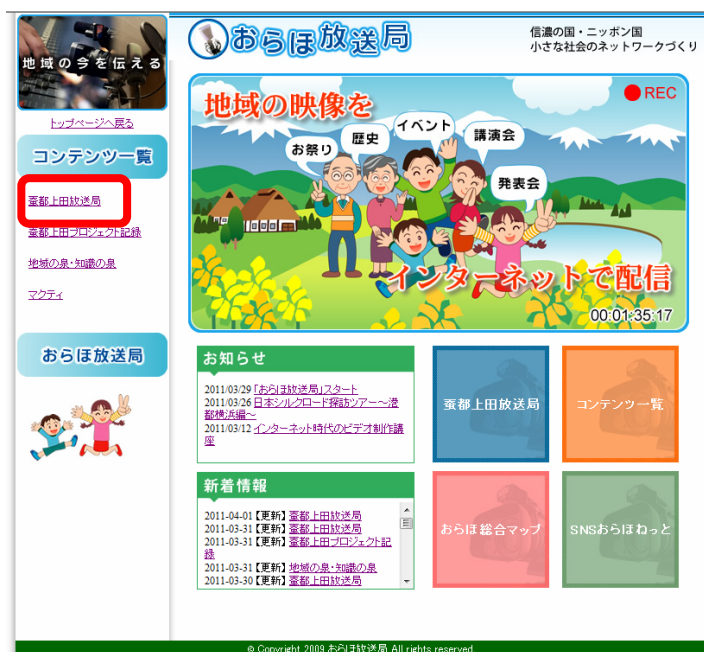 地域の今を伝える
トップページへ戻る
コンテンツ一覧
蚕都上田放送局
蚕都上田プロジェクト記録
地域の泉・知識の泉
マクティ
おらほ放送局
おらほ放送局
信濃の国・ニッポン国
小さな社会のネットワークづくり
地域の映像を
REC
お祭り
歴史
イベント
講演会
発表会
インターネットで配信
00:01:35:17
お知らせ
2011/03/29「おらほ放送局」スタート
2011/03/26 日本シルクロード探訪ツアー～港
都横浜編～
2011/03/12 インターネット時代のビデオ制作講
座
新着情報
2011-04-01【更新】蚕都上田放送局
2011-03-31【更新】蚕都上田放送局
2011-03-31【更新】蚕都上田プロジェクト記
録
2011-03-31【更新】地域の泉・知識の泉
2011-03-30【更新】蚕都上田放送局
蚕都上田放送局
コンテンツ一覧
おらほ総合マップ
SNSおらほねっと
© Copyright 2009 おらほ放送局 All rights reserved